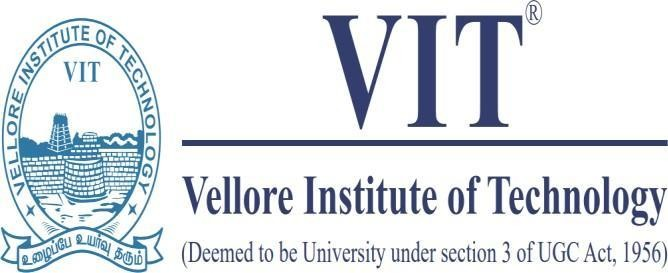 VELLORE INSTITUTE OF TECHNOLOGY
VIT
உழைப்பே உயர்வு தரும்
VIT®
Vellore Institute of Technology
(Deemed to be University under section 3 of UGC Act, 1956)